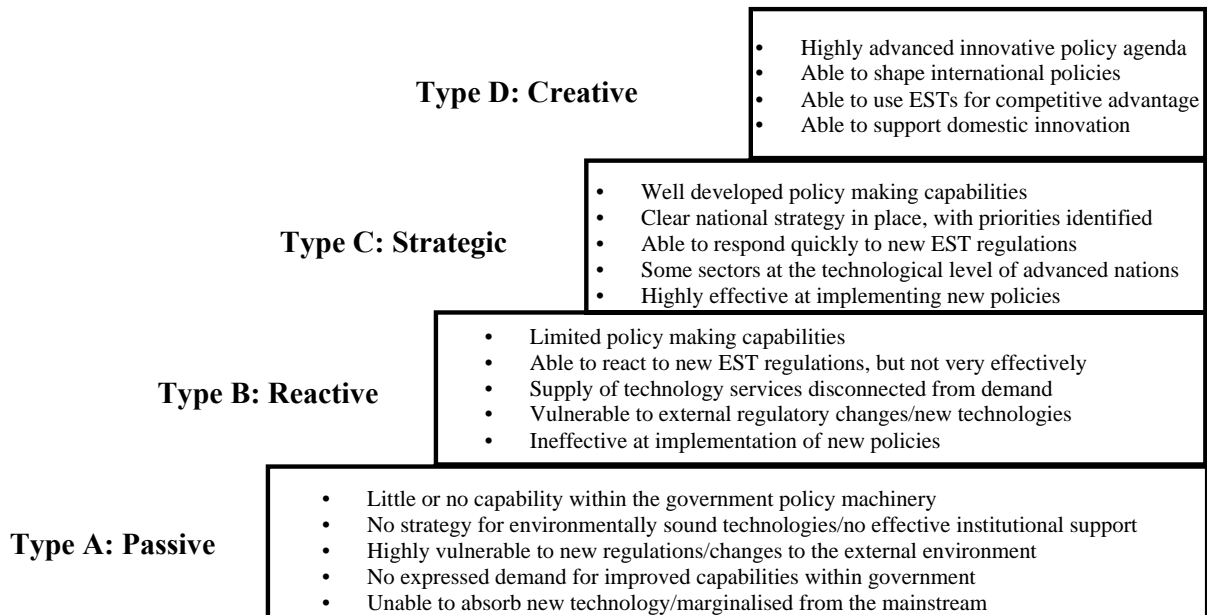 Type D: Creative
• Highly advanced innovative policy agenda
• Able to shape international policies
• Able to use ESTs for competitive advantage
• Able to support domestic innovation
Type C: Strategic
• Well developed policy making capabilities
• Clear national strategy in place, with priorities identified
• Able to respond quickly to new EST regulations
• Some sectors at the technological level of advanced nations
• Highly effective at implementing new policies
Type B: Reactive
• Limited policy making capabilities
• Able to react to new EST regulations, but not very effectively
• Supply of technology services disconnected from demand
• Vulnerable to external regulatory changes/new technologies
• Ineffective at implementation of new policies
Type A: Passive
• Little or no capability within the government policy machinery
• No strategy for environmentally sound technologies/no effective institutional support
• Highly vulnerable to new regulations/changes to the external environment
• No expressed demand for improved capabilities within government
• Unable to absorb new technology/marginalised from the mainstream